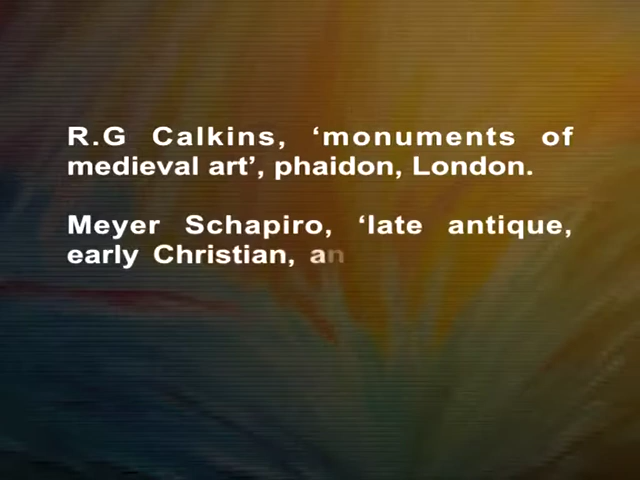 R.G Calkins, ‘monuments of
medieval art’, phaidon, London.
Meyer Schapiro, ‘late antique,
early Christian, an